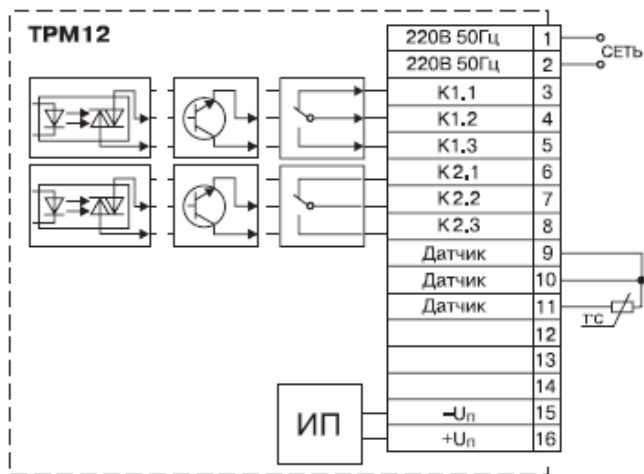 ТРМ12
220В 50Гц 1
220В 50Гц 2
СЕТЬ
К1.1 3
К1.2 4
К1.3 5
К2.1 6
К2.2 7
К2.3 8
Датчик 9
Датчик 10
Датчик 11
T°C
12
13
14
ИП
–Uп 15
+Uп 16